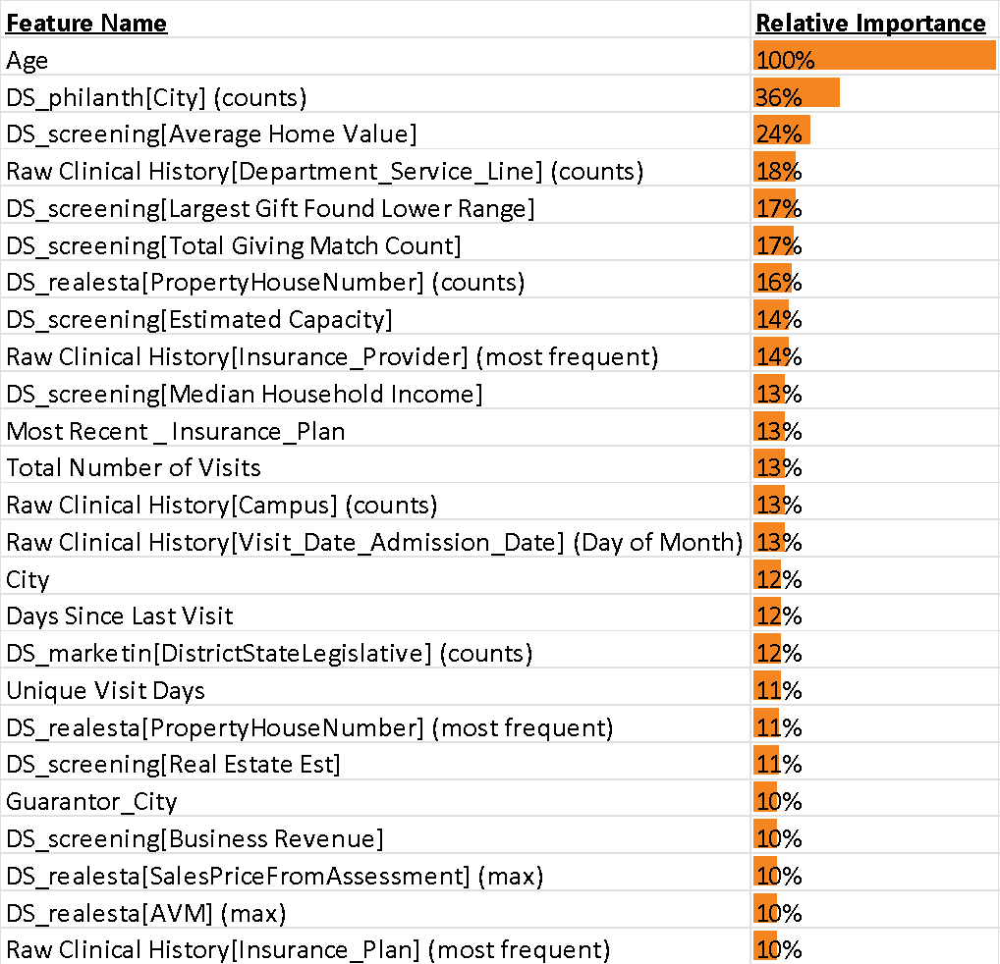 Feature Name Relative Importance
Age 100%
DS_philanth[City] (counts) 36%
DS_screening[Average Home Value] 24%
Raw Clinical History[Department_Service_Line] (counts) 18%
DS_screening[Largest Gift Found Lower Range] 17%
DS_screening[Total Giving Match Count] 17%
DS_realesta[PropertyHouseNumber] (counts) 16%
DS_screening[Estimated Capacity] 14%
Raw Clinical History[Insurance_Provider] (most frequent) 14%
DS_screening[Median Household Income] 13%
Most Recent _ Insurance_Plan 13%
Total Number of Visits 13%
Raw Clinical History[Campus] (counts) 13%
Raw Clinical History[Visit_Date_Admission_Date] (Day of Month) 13%
City 12%
Days Since Last Visit 12%
DS_marketin[DistrictStateLegislative] (counts) 12%
Unique Visit Days 11%
DS_realesta[PropertyHouseNumber] (most frequent) 11%
DS_screening[Real Estate Est] 11%
Guarantor_City 10%
DS_screening[Business Revenue] 10%
DS_realesta[SalesPriceFromAssessment] (max) 10%
DS_realesta[AVM] (max) 10%
Raw Clinical History[Insurance_Plan] (most frequent) 10%